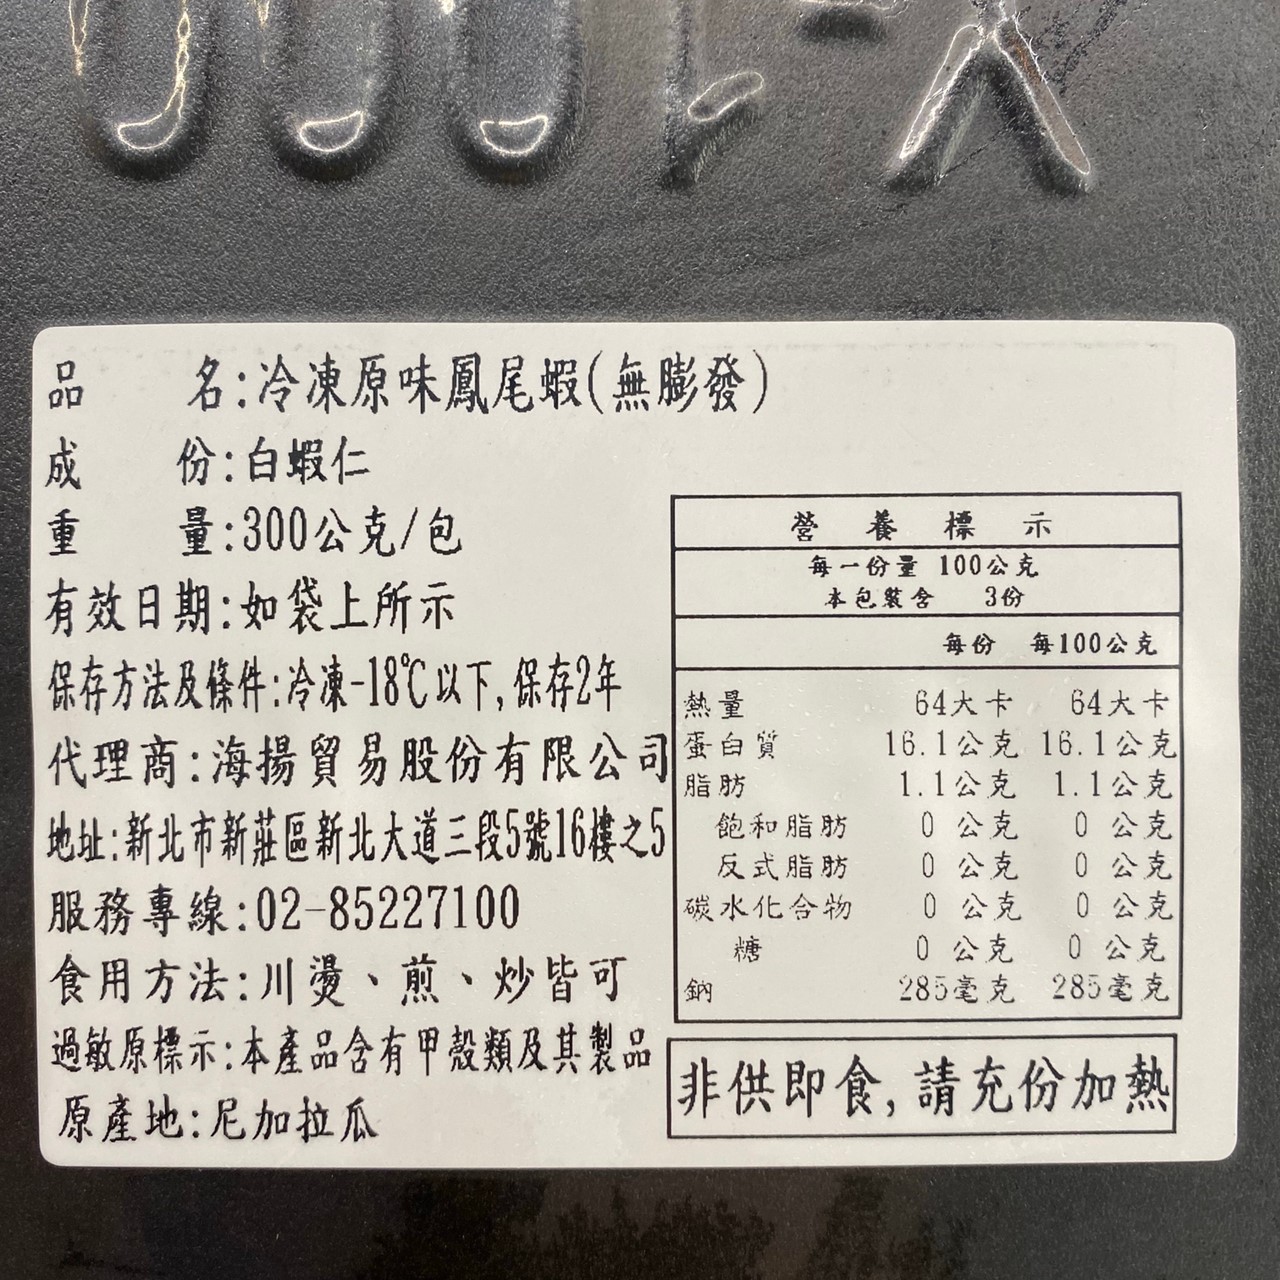 品 名:冷凍原味鳳尾蝦(無膨發)
成 份:白蝦仁
重 量:300公克/包
有效日期:如袋上所示
保存方法及條件:冷凍-18℃以下,保存2年
代理商:海揚貿易股份有限公司
地址:新北市新莊區新北大道三段5號16樓之5
服務專線:02-85227100
食用方法:川燙、煎、炒皆可
過敏原標示:本產品含有甲殼類及其製品
原產地:尼加拉瓜
營養標示
每一份量 100公克
本包裝含 3份
每份 每100公克
熱量 64大卡 64大卡
蛋白質 16.1公克 16.1公克
脂肪 1.1公克 1.1公克
飽和脂肪 0 公克 0 公克
反式脂肪 0 公克 0 公克
碳水化合物 0 公克 0 公克
糖 0 公克 0 公克
鈉 285毫克 285毫克
非供即食,請充份加熱